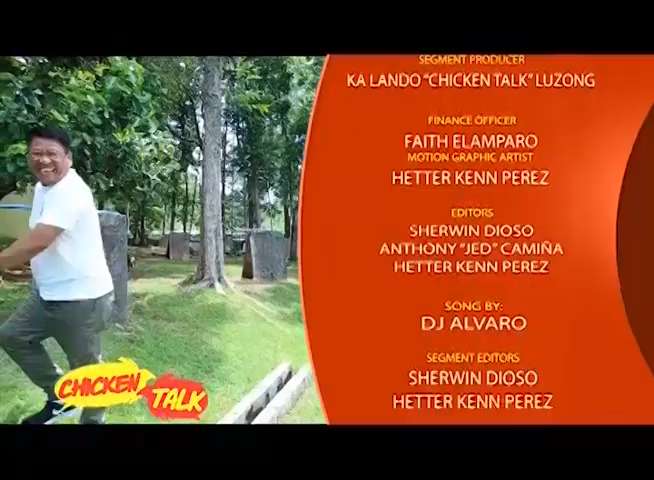 SEGMENT PRODUCER
KA LANDO "CHICKEN TALK" LUZONG
FINANCE OFFICER
FAITH ELAMPARO
MOTION GRAPHIC ARTIST
HETTER KENN PEREZ
EDITORS
SHERWIN DIOSO
ANTHONY "JED" CAMIÑA
HETTER KENN PEREZ
SONG BY:
DJ ALVARO
SEGMENT EDITORS
SHERWIN DIOSO
HETTER KENN PEREZ
CHICKEN
TALK